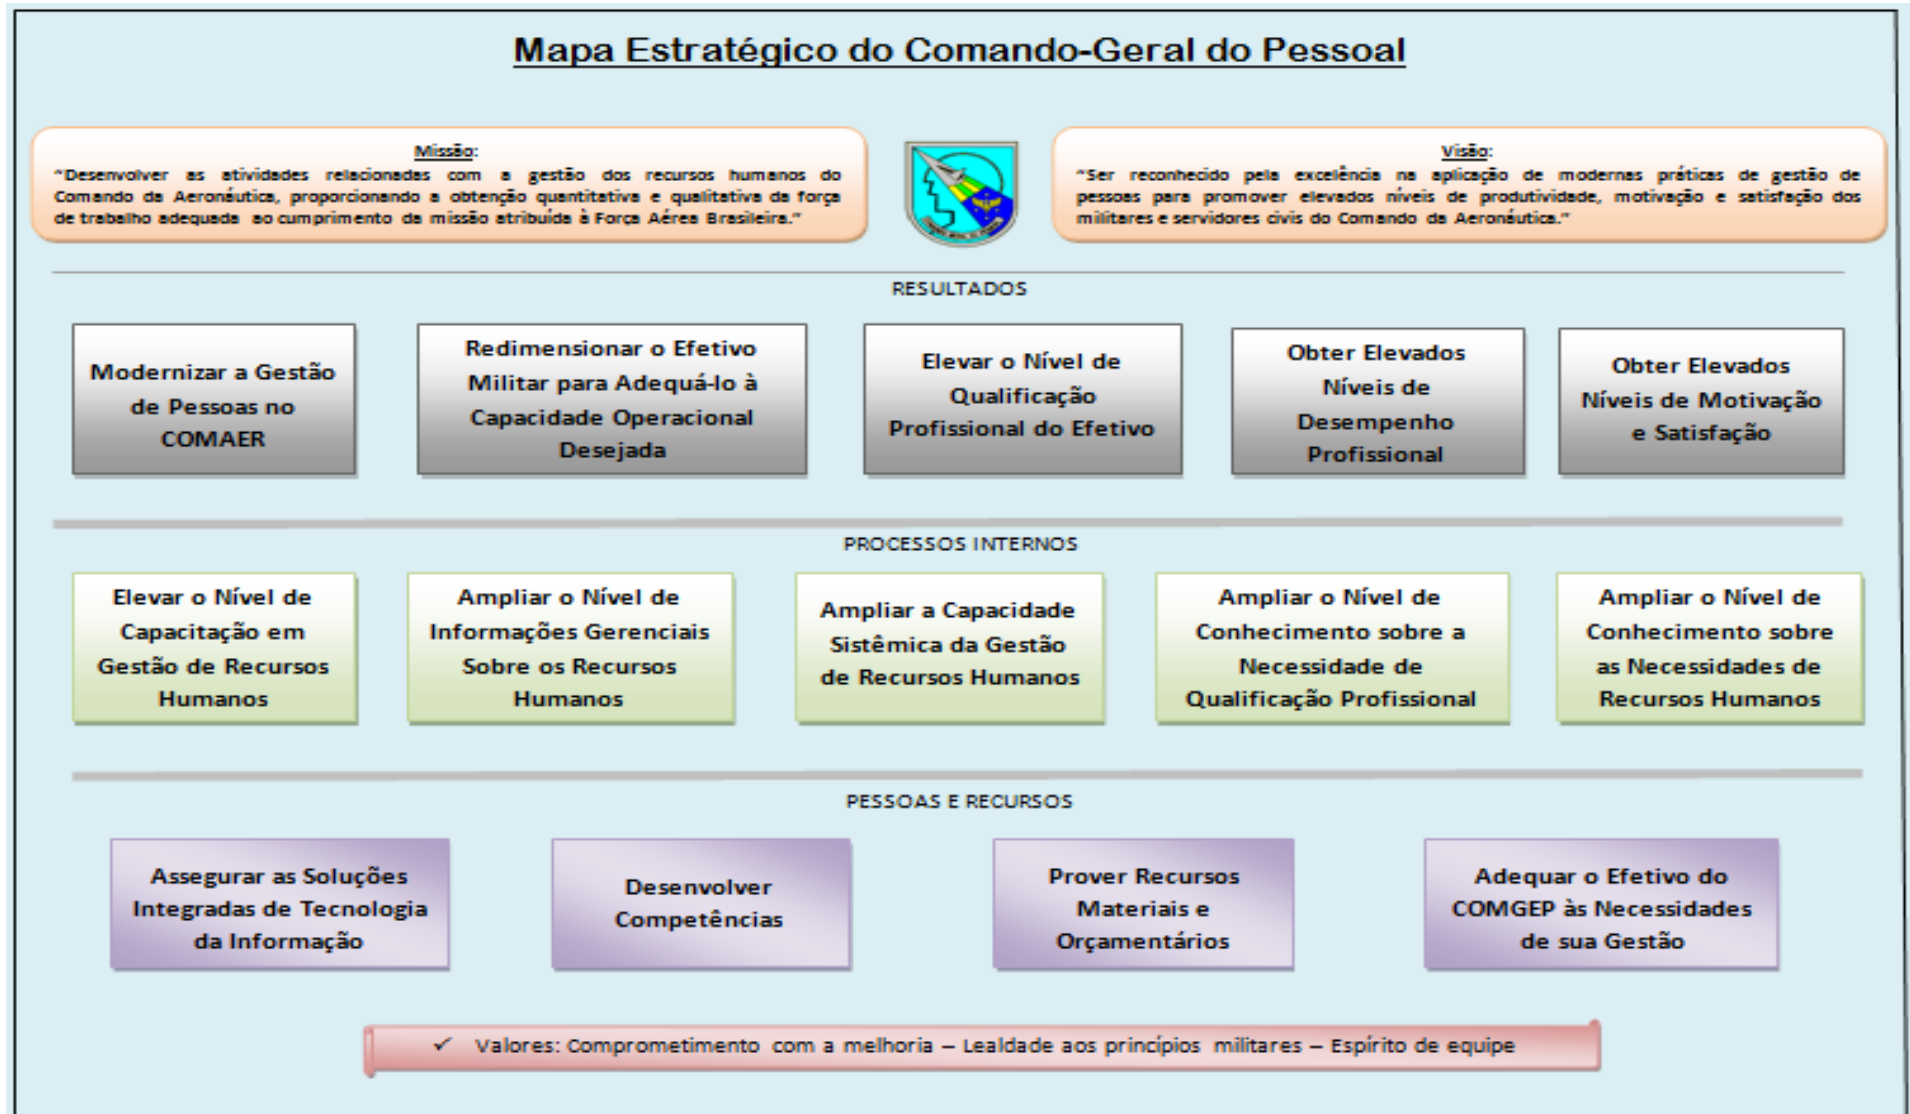 Mapa Estratégico do Comando-Geral do Pessoal
Missão:
“Desenvolver as atividades relacionadas com a gestão dos recursos humanos do
Comando da Aeronáutica, proporcionando a obtenção quantitativa e qualitativa da força
de trabalho adequada ao cumprimento da missão atribuída à Força Aérea Brasileira.”
Visão:
“Ser reconhecido pela excelência na aplicação de modernas práticas de gestão de
pessoas para promover elevados níveis de produtividade, motivação e satisfação dos
militares e servidores civis do Comando da Aeronáutica.”
RESULTADOS
Modernizar a Gestão
de Pessoas no
COMAER
Redimensionar o Efetivo
Militar para Adequá-lo à
Capacidade Operacional
Desejada
Elevar o Nível de
Qualificação
Profissional do Efetivo
Obter Elevados
Níveis de
Desempenho
Profissional
Obter Elevados
Níveis de Motivação
e Satisfação
PROCESSOS INTERNOS
Elevar o Nível de
Capacitação em
Gestão de Recursos
Humanos
Ampliar o Nível de
Informações Gerenciais
Sobre os Recursos
Humanos
Ampliar a Capacidade
Sistêmica da Gestão
de Recursos Humanos
Ampliar o Nível de
Conhecimento sobre a
Necessidade de
Qualificação Profissional
Ampliar o Nível de
Conhecimento sobre
as Necessidades de
Recursos Humanos
PESSOAS E RECURSOS
Assegurar as Soluções
Integradas de Tecnologia
da Informação
Desenvolver
Competências
Prover Recursos
Materiais e
Orçamentários
Adequar o Efetivo do
COMGEP às Necessidades
de sua Gestão
✓ Valores: Comprometimento com a melhoria – Lealdade aos princípios militares – Espírito de equipe